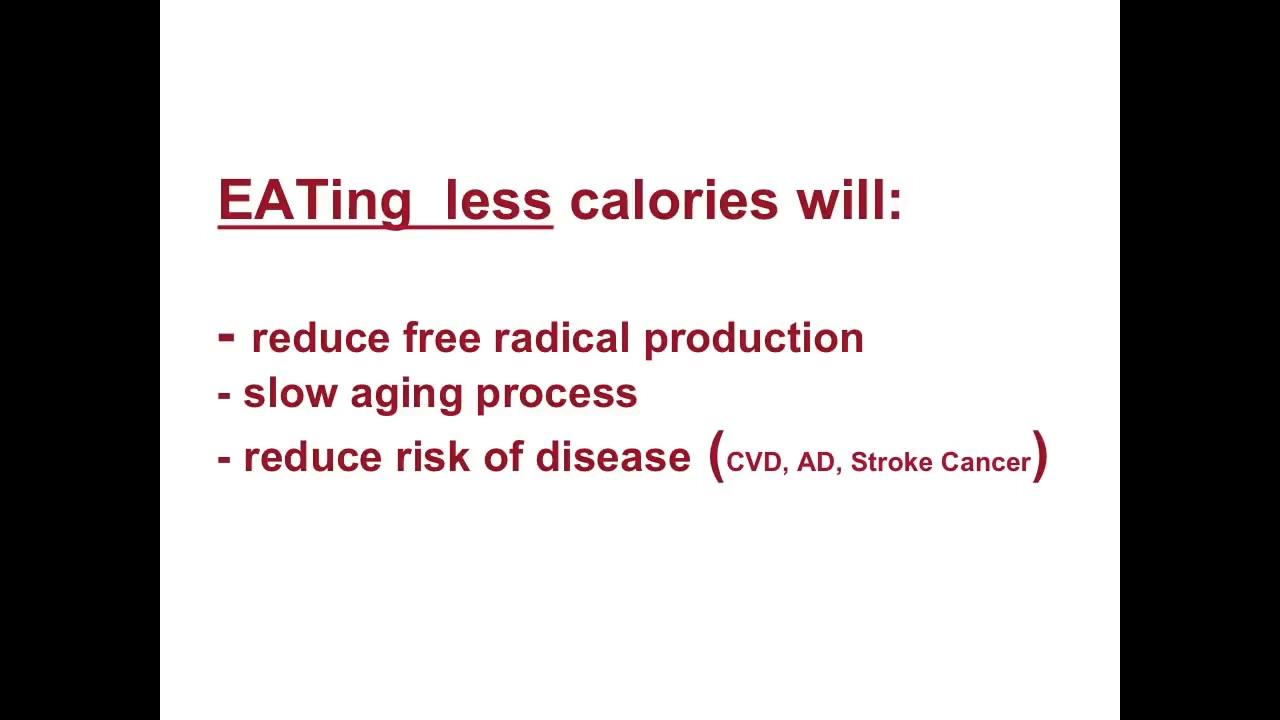 EATing  less calories will:
- reduce free radical production
- slow aging process
- reduce risk of disease (CVD, AD, Stroke Cancer)